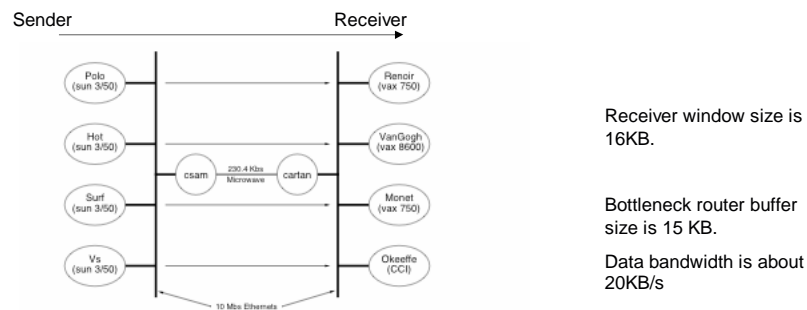 Sender Receiver
Polo
(sun 3/50)
Renoir
(vax 750)
Hot
(sun 3/50)
VanGogh
(vax 8600)
csam
230.4 Kbs
Microwave
cartan
Surf
(sun 3/50)
Monet
(vax 750)
Vs
(sun 3/50)
Okeeffe
(CCI)
10 Mbs Ethernets
Receiver window size is
16KB.
Bottleneck router buffer
size is 15 KB.
Data bandwidth is about
20KB/s